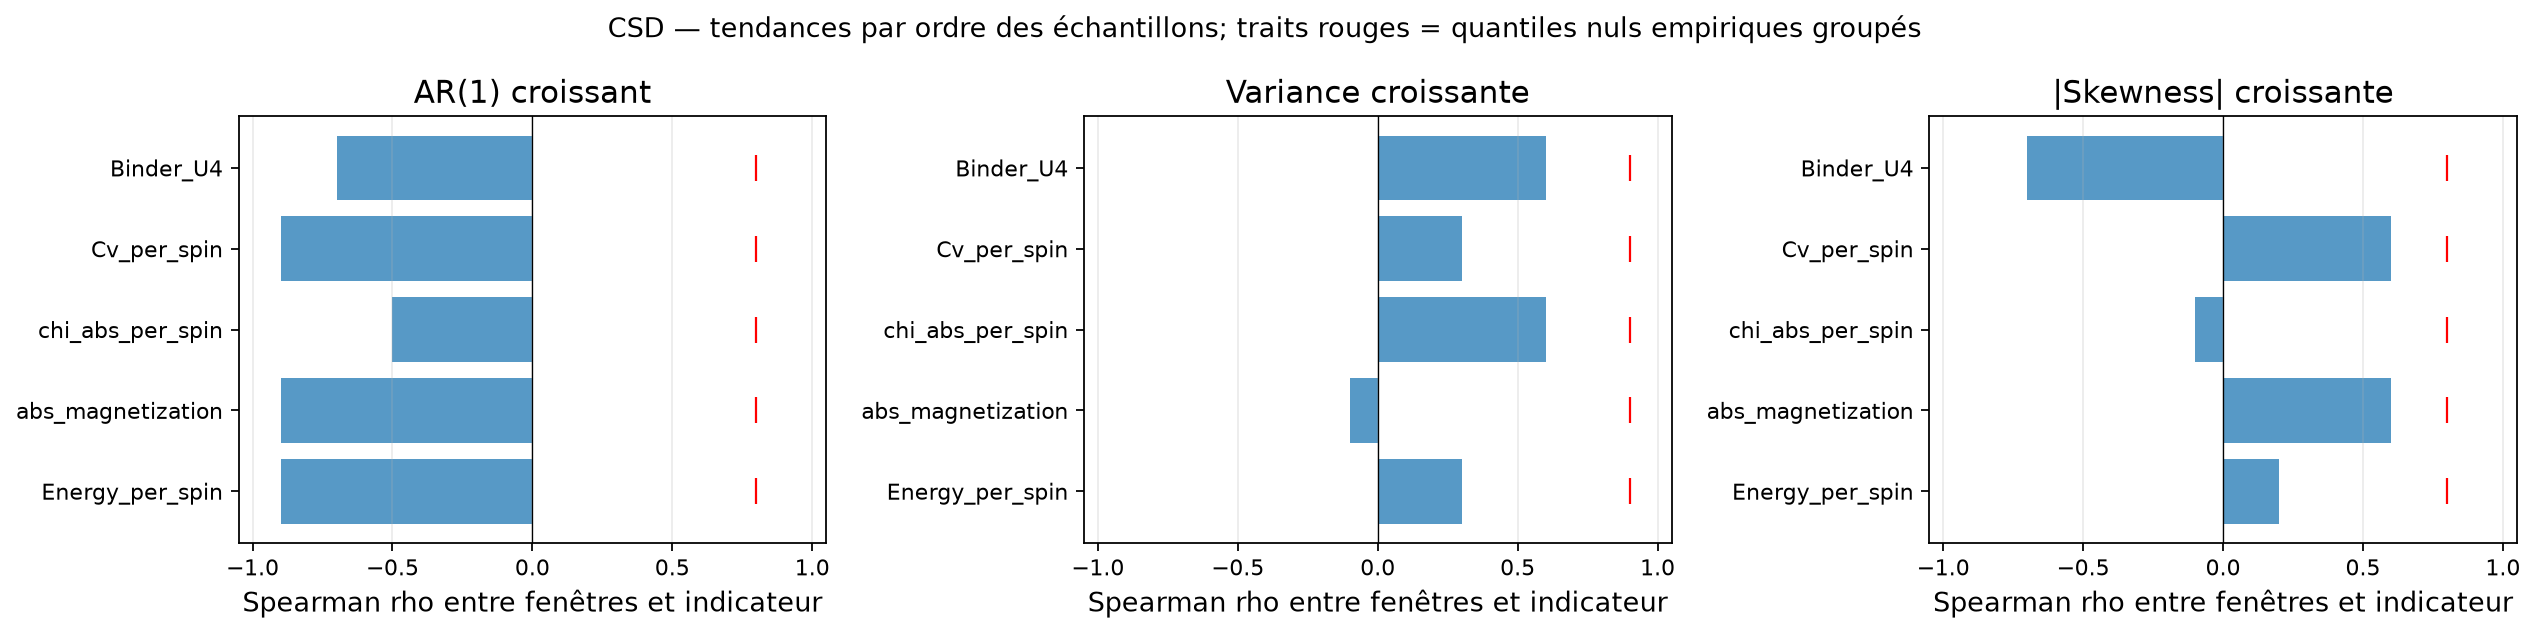 CSD — tendances par ordre des échantillons; traits rouges = quantiles nuls empiriques groupés
AR(1) croissant
Binder_U4
Cv_per_spin
chi_abs_per_spin
abs_magnetization
Energy_per_spin
−1.0 −0.5 0.0 0.5 1.0
Spearman rho entre fenêtres et indicateur
Variance croissante
Binder_U4
Cv_per_spin
chi_abs_per_spin
abs_magnetization
Energy_per_spin
−1.0 −0.5 0.0 0.5 1.0
Spearman rho entre fenêtres et indicateur
|Skewness| croissante
Binder_U4
Cv_per_spin
chi_abs_per_spin
abs_magnetization
Energy_per_spin
−1.0 −0.5 0.0 0.5 1.0
Spearman rho entre fenêtres et indicateur